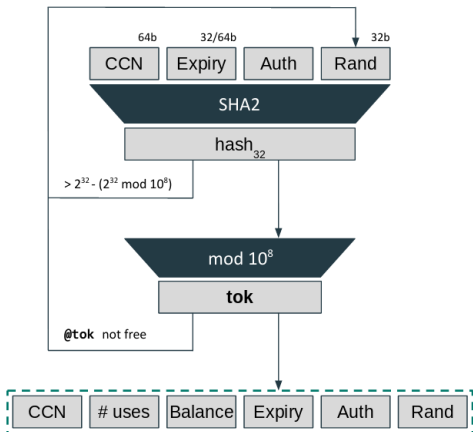 64b 32/64b 32b
CCN Expiry Auth Rand
SHA2
hash32
> 2^32 - (2^32 mod 10^8)
mod 10^8
tok
@tok not free
CCN # uses Balance Expiry Auth Rand